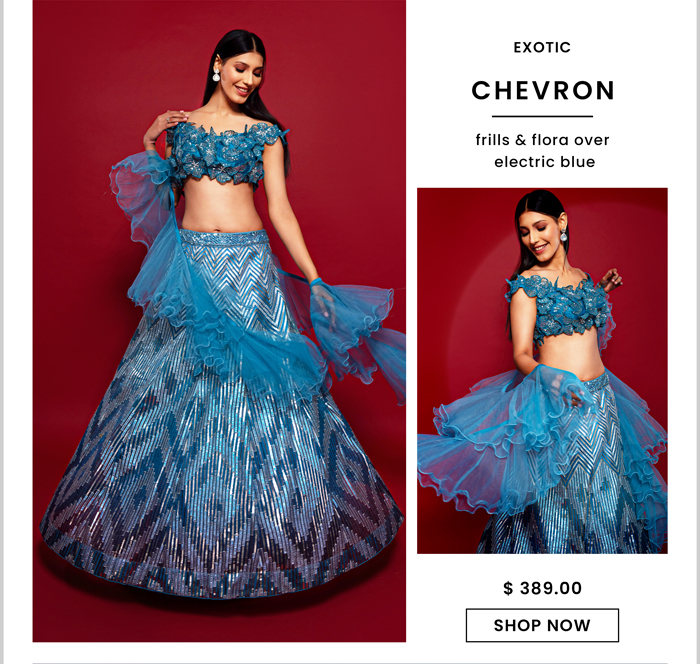 EXOTIC
CHEVRON
frills & flora over
electric blue
$ 389.00
SHOP NOW